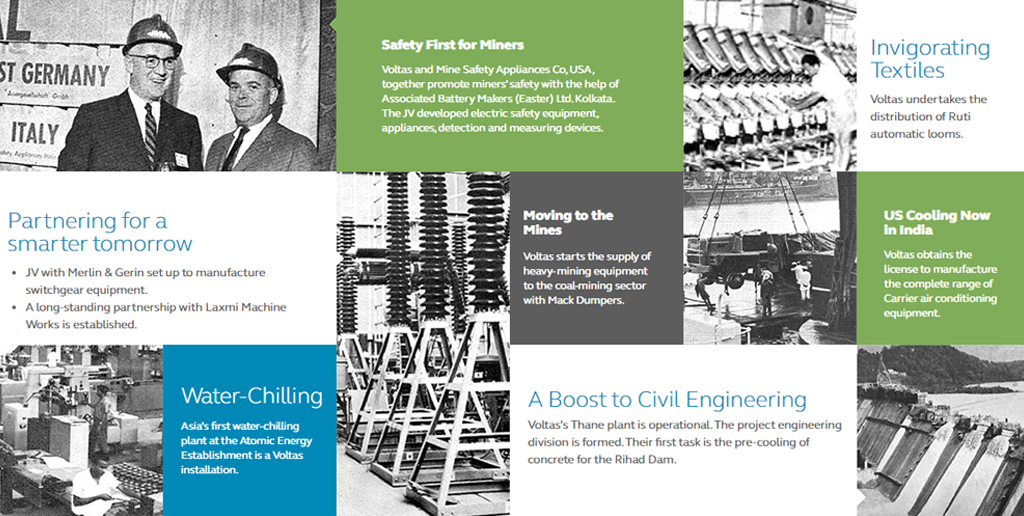 AL
ST GERMANY
ITALY
Safety First for Miners
Voltas and Mine Safety Appliances Co, USA,
together promote miners' safety with the help of
Associated Battery Makers (Easter) Ltd. Kolkata.
The JV developed electric safety equipment,
appliances, detection and measuring devices.
Invigorating
Textiles
Voltas undertakes the
distribution of Ruti
automatic looms.
Partnering for a
smarter tomorrow
• JV with Merlin & Gerin set up to manufacture
switchgear equipment.
• A long-standing partnership with Laxmi Machine
Works is established.
Moving to the
Mines
Voltas starts the supply of
heavy-mining equipment
to the coal-mining sector
with Mack Dumpers.
US Cooling Now
in India
Voltas obtains the
license to manufacture
the complete range of
Carrier air conditioning
equipment.
Water-Chilling
Asia's first water-chilling
plant at the Atomic Energy
Establishment is a Voltas
installation.
A Boost to Civil Engineering
Voltas's Thane plant is operational. The project engineering
division is formed. Their first task is the pre-cooling of
concrete for the Rihad Dam.